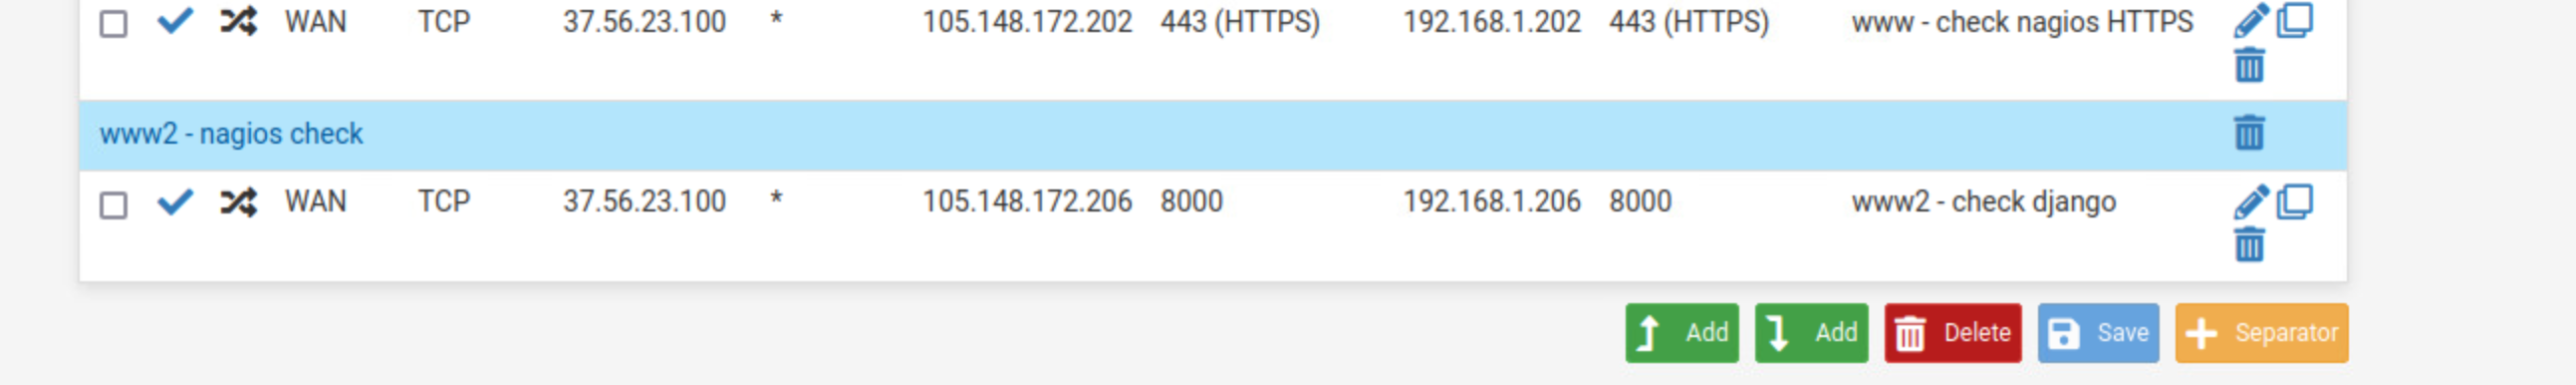 WAN TCP 37.56.23.100 * 105.148.172.202 443 (HTTPS) 192.168.1.202 443 (HTTPS) www - check nagios HTTPS
www2 - nagios check
WAN TCP 37.56.23.100 * 105.148.172.206 8000 192.168.1.206 8000 www2 - check django
Add Add Delete Save Separator